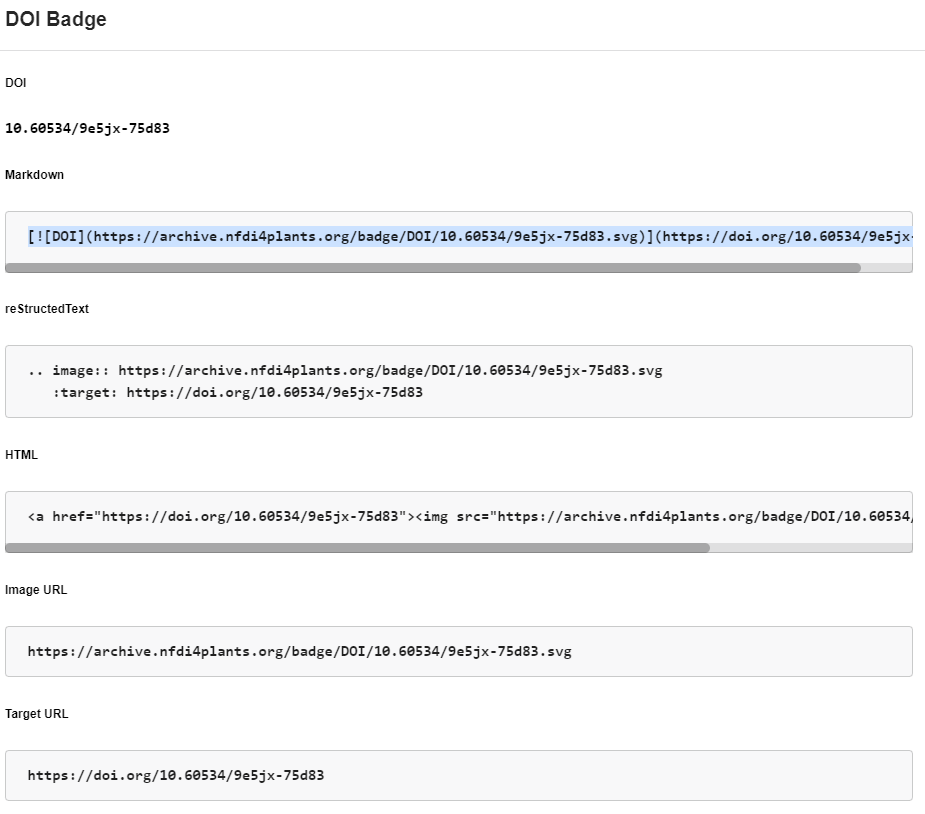 DOI Badge
DOI
10.60534/9e5jx-75d83
Markdown
[![DOI](https://archive.nfdi4plants.org/badge/DOI/10.60534/9e5jx-75d83.svg)](https://doi.org/10.60534/9e5jx-
reStructedText
.. image:: https://archive.nfdi4plants.org/badge/DOI/10.60534/9e5jx-75d83.svg
:target: https://doi.org/10.60534/9e5jx-75d83
HTML
<a href="https://doi.org/10.60534/9e5jx-75d83"><img src="https://archive.nfdi4plants.org/badge/DOI/10.60534/
Image URL
https://archive.nfdi4plants.org/badge/DOI/10.60534/9e5jx-75d83.svg
Target URL
https://doi.org/10.60534/9e5jx-75d83